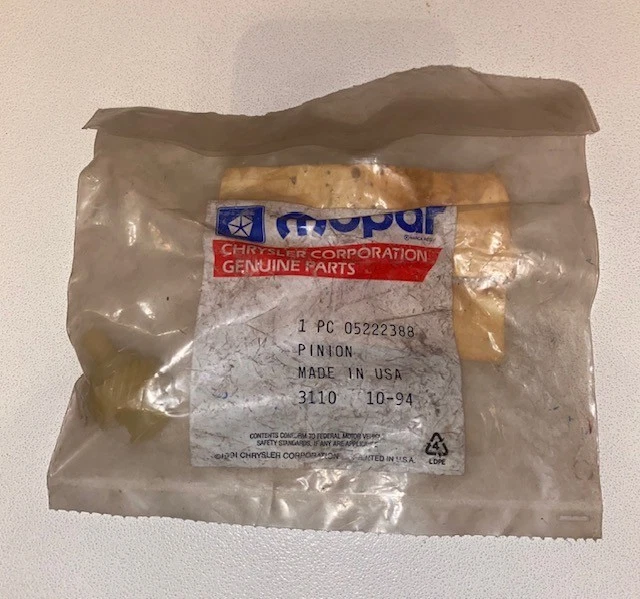 mopar
CHRYSLER CORPORATION
GENUINE PARTS
1 PC 05222388
PINION
MADE IN USA
3110 10-94
CONTENTS CONFORM TO FEDERAL MOTOR VEHICLE
SAFETY STANDARDS, IF ANY ARE APPLICABLE
CHRYSLER CORPORATION PRINTED IN U.S.A.
LDPE